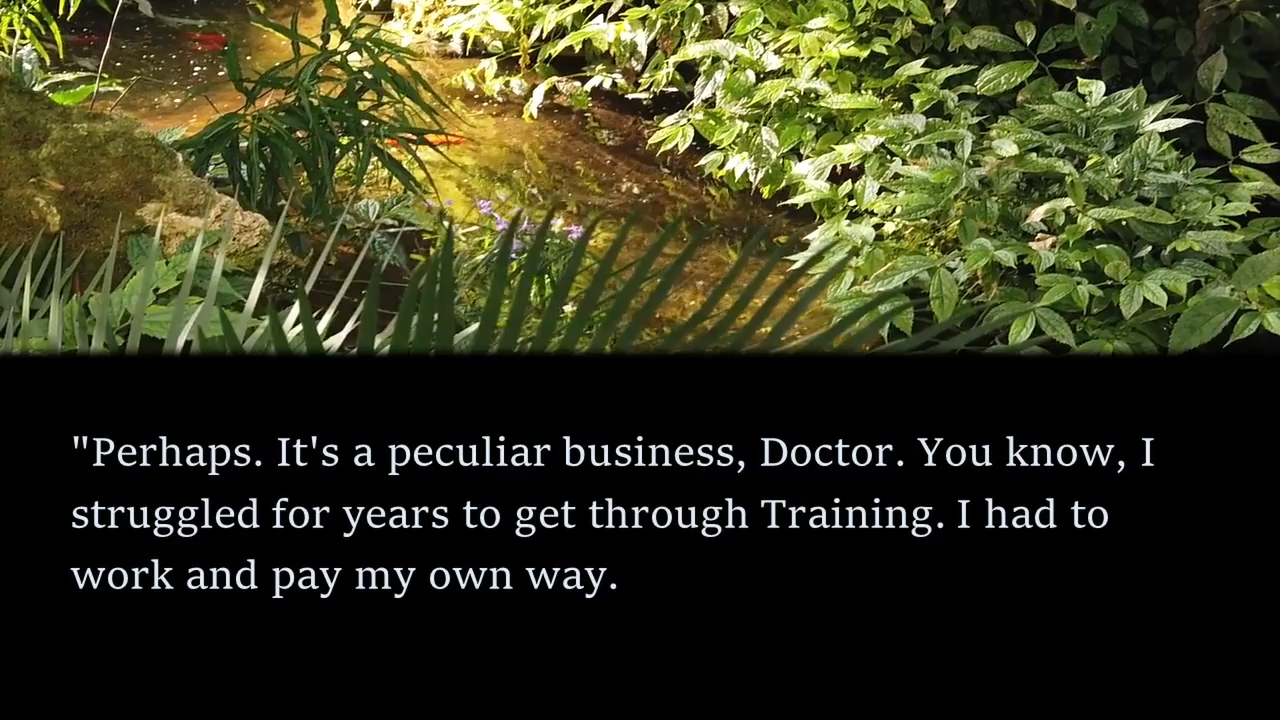 "Perhaps. It's a peculiar business, Doctor. You know, I
struggled for years to get through Training. I had to
work and pay my own way.